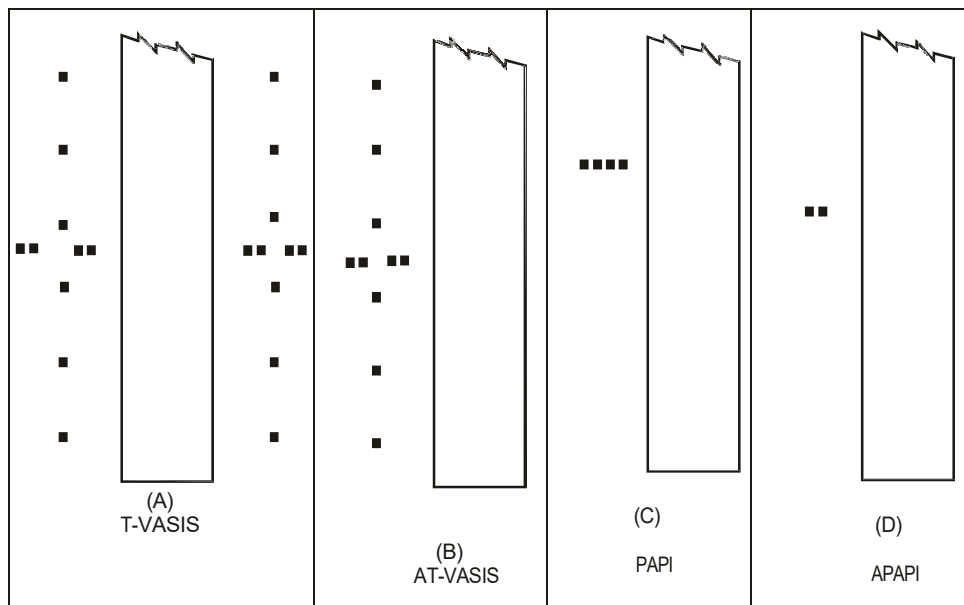 (A)
T-VASIS
(B)
AT-VASIS
(C)
PAPI
(D)
APAPI